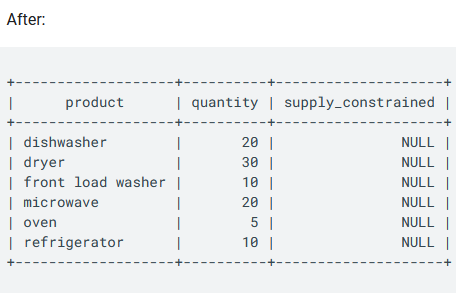 After:
+--------------------+----------+--------------------+
|      product       | quantity | supply_constrained |
+--------------------+----------+--------------------+
| dishwasher         |       20 |               NULL |
| dryer              |       30 |               NULL |
| front load washer  |       10 |               NULL |
| microwave          |       20 |               NULL |
| oven               |        5 |               NULL |
| refrigerator       |       10 |               NULL |
+--------------------+----------+--------------------+